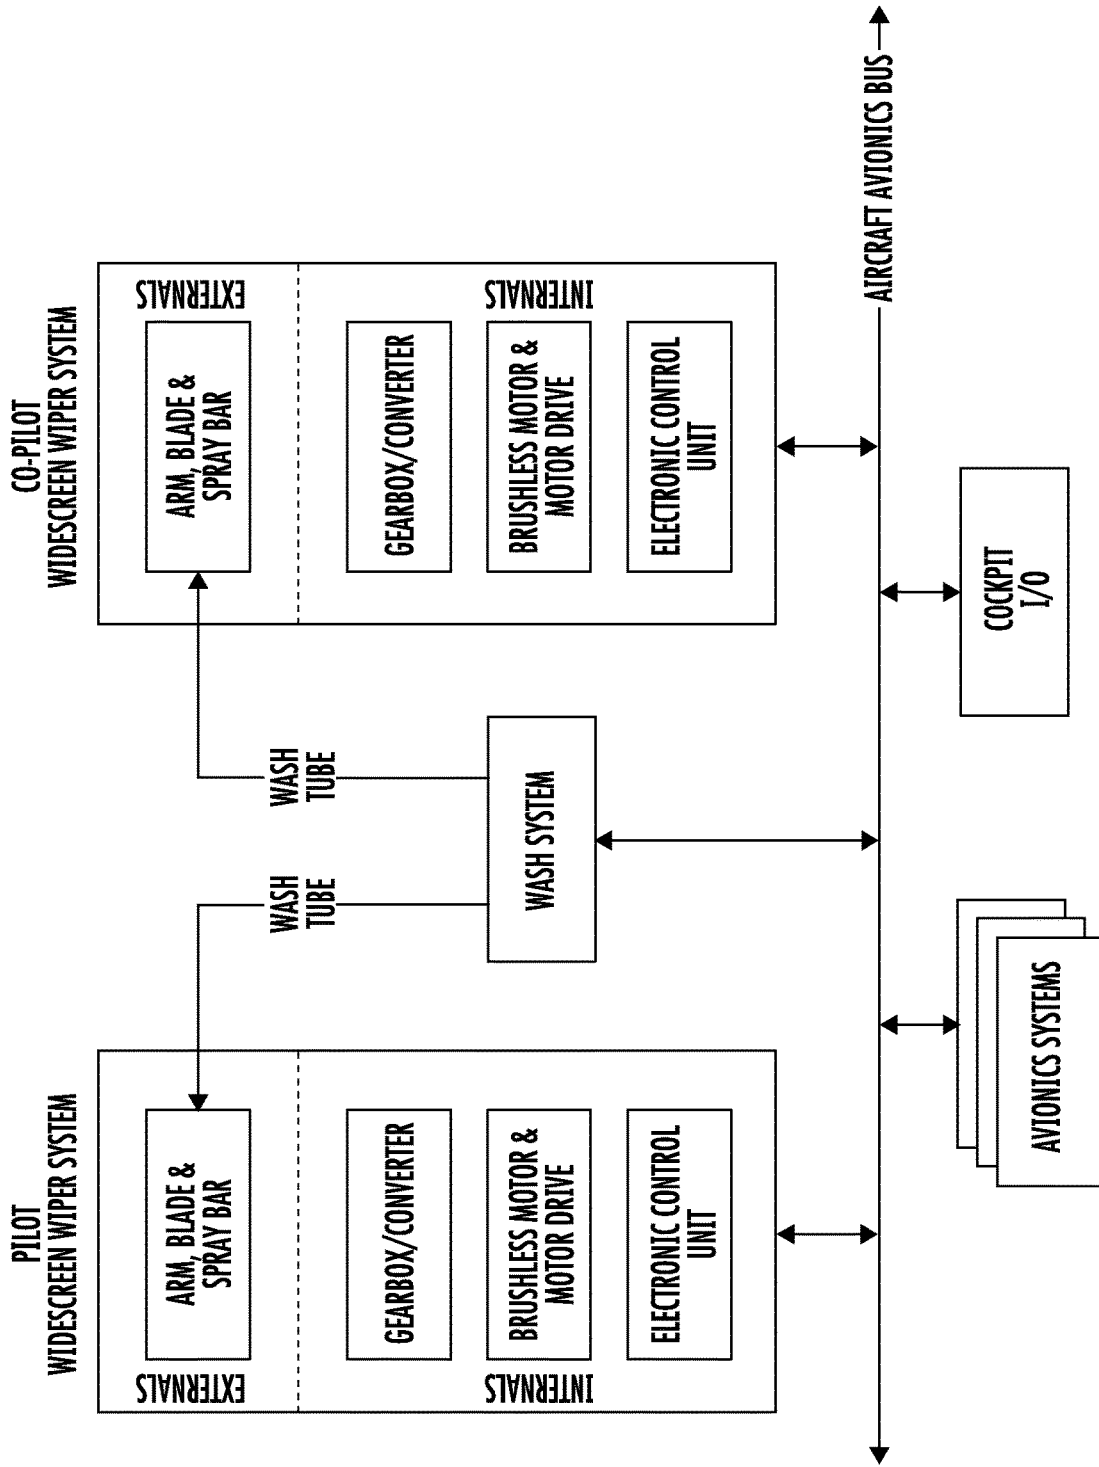 PILOT
WIDESCREEN WIPER SYSTEM
EXTERNALS
ARM, BLADE &
SPRAY BAR
INTERNALS
GEARBOX/CONVERTER
BRUSHLESS MOTOR &
MOTOR DRIVE
ELECTRONIC CONTROL
UNIT
WASH
TUBE
WASH
TUBE
WASH SYSTEM
CO-PILOT
WIDESCREEN WIPER SYSTEM
ARM, BLADE &
SPRAY BAR
EXTERNALS
GEARBOX/CONVERTER
BRUSHLESS MOTOR &
MOTOR DRIVE
INTERNALS
ELECTRONIC CONTROL
UNIT
AIRCRAFT AVIONICS BUS
AVIONICS SYSTEMS
COCKPIT
I/O